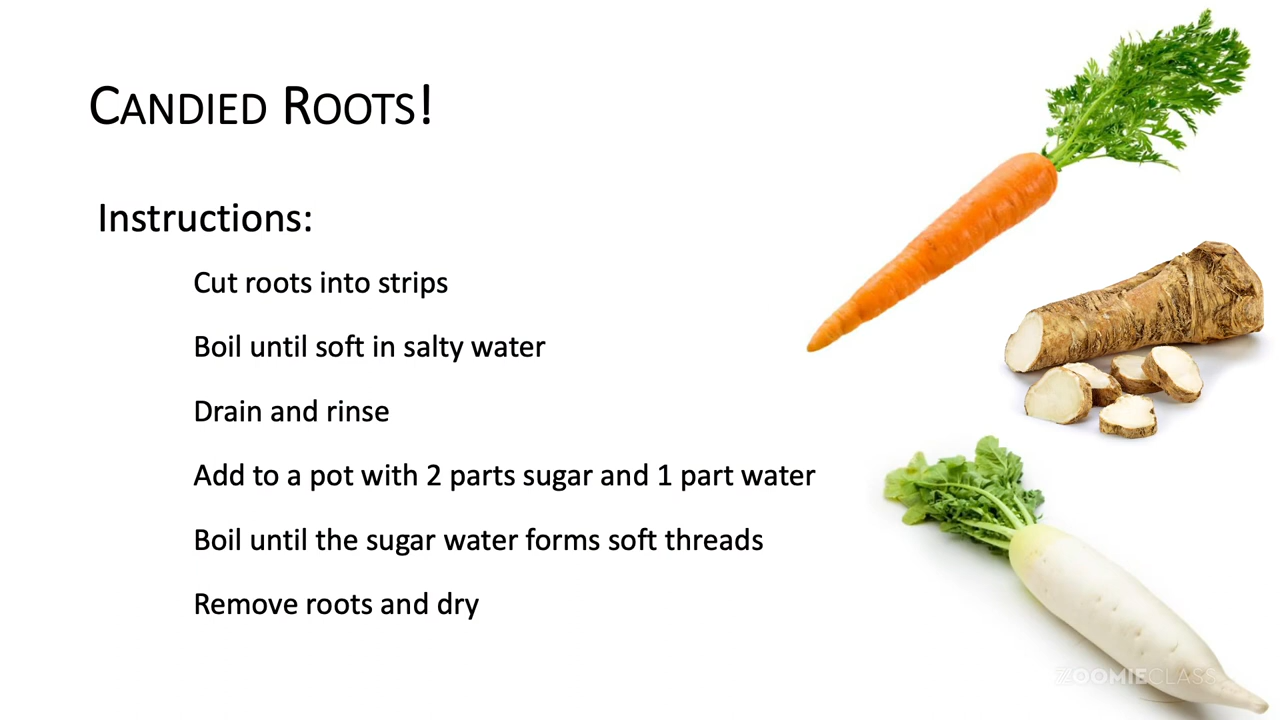 CANDIED ROOTS!
Instructions:
Cut roots into strips
Boil until soft in salty water
Drain and rinse
Add to a pot with 2 parts sugar and 1 part water
Boil until the sugar water forms soft threads
Remove roots and dry
ZOOMIECLASS